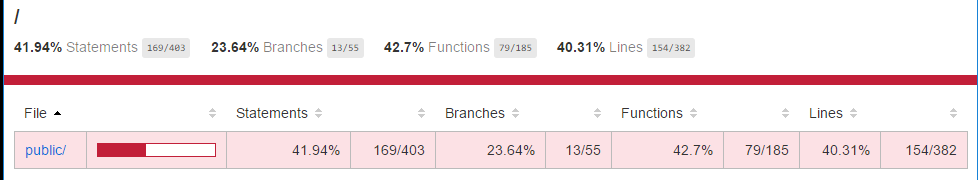 /
41.94% Statements 169/403 23.64% Branches 13/55 42.7% Functions 79/185 40.31% Lines 154/382
File Statements Branches Functions Lines
public/ 41.94% 169/403 23.64% 13/55 42.7% 79/185 40.31% 154/382